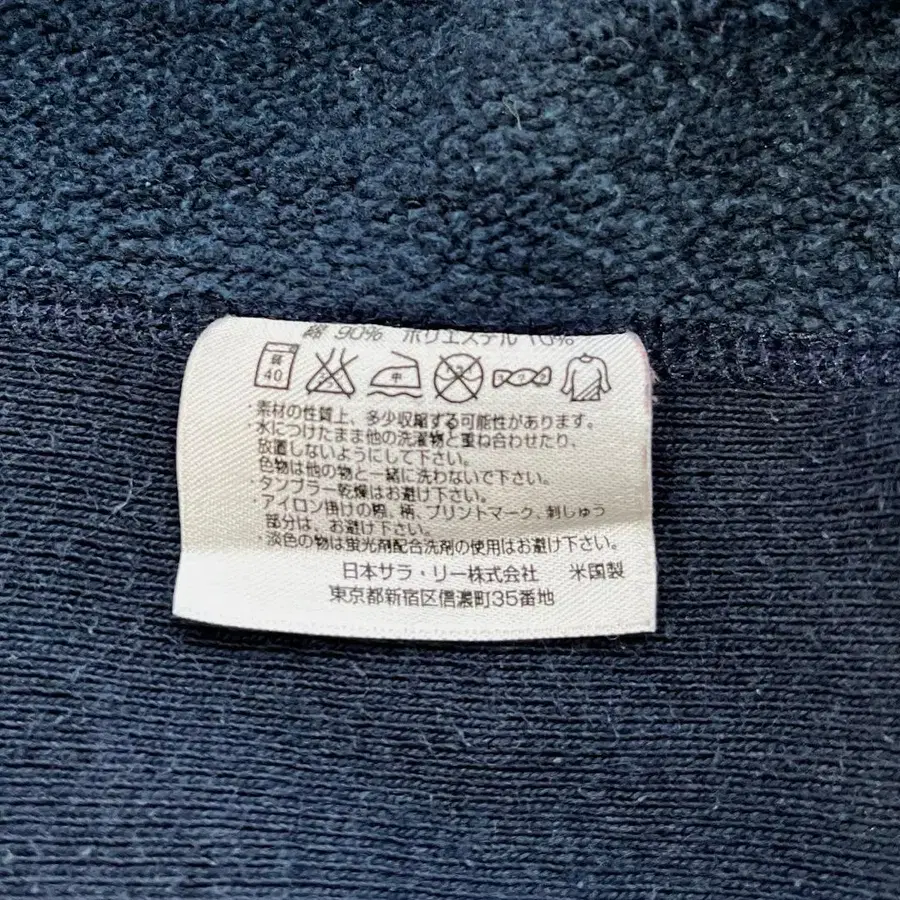 綿 90% ポリエステル 10%
弱 40 中
・素材の性質上、多少収縮する可能性があります。
・水につけたまま他の洗濯物と重ね合わせたり、
放置しないようにして下さい。
色物は他の物と一緒に洗わないで下さい。
・タンブラー乾燥はお避け下さい。
・アイロン掛けの際、柄、プリントマーク、刺しゅう
部分は、お避け下さい。
・淡色の物は蛍光剤配合洗剤の使用はお避け下さい。
日本サラ・リー株式会社 米国製
東京都新宿区信濃町35番地